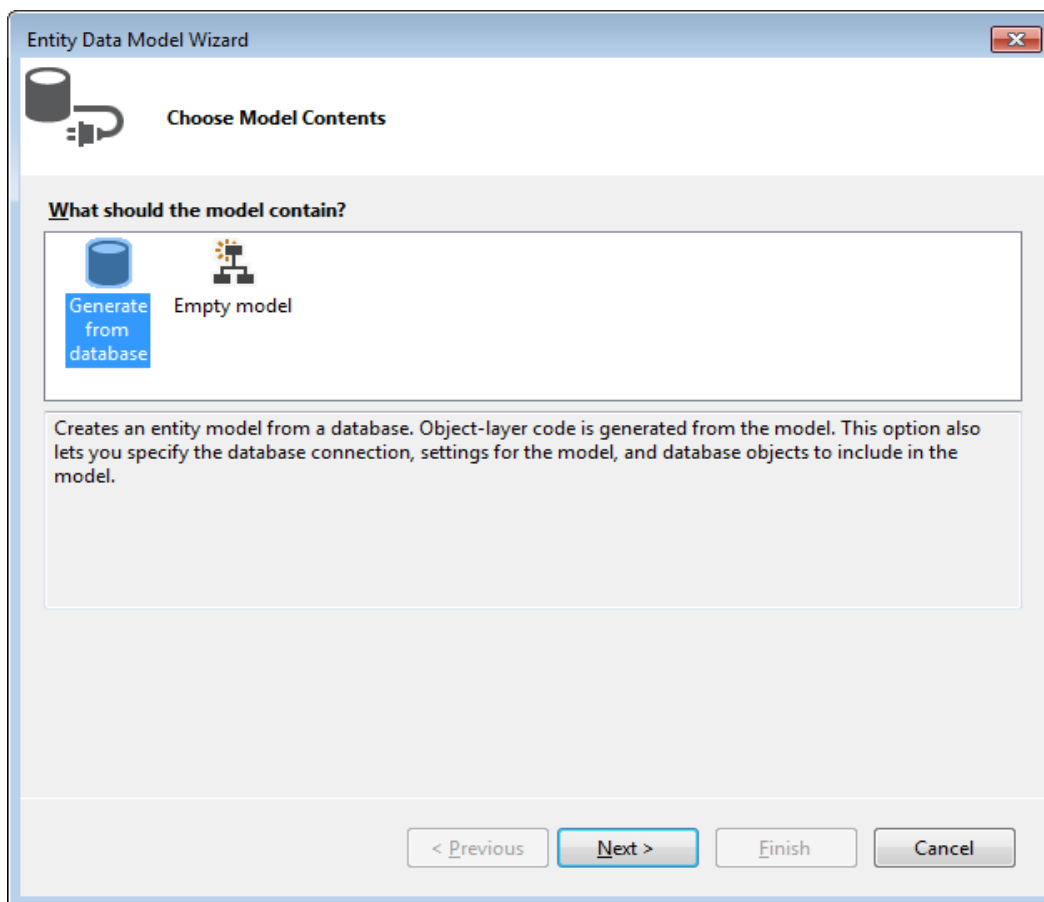 Entity Data Model Wizard
Choose Model Contents
What should the model contain?
Generate
from
database
Empty model
Creates an entity model from a database. Object-layer code is generated from the model. This option also
lets you specify the database connection, settings for the model, and database objects to include in the
model.
< Previous
Next >
Finish
Cancel